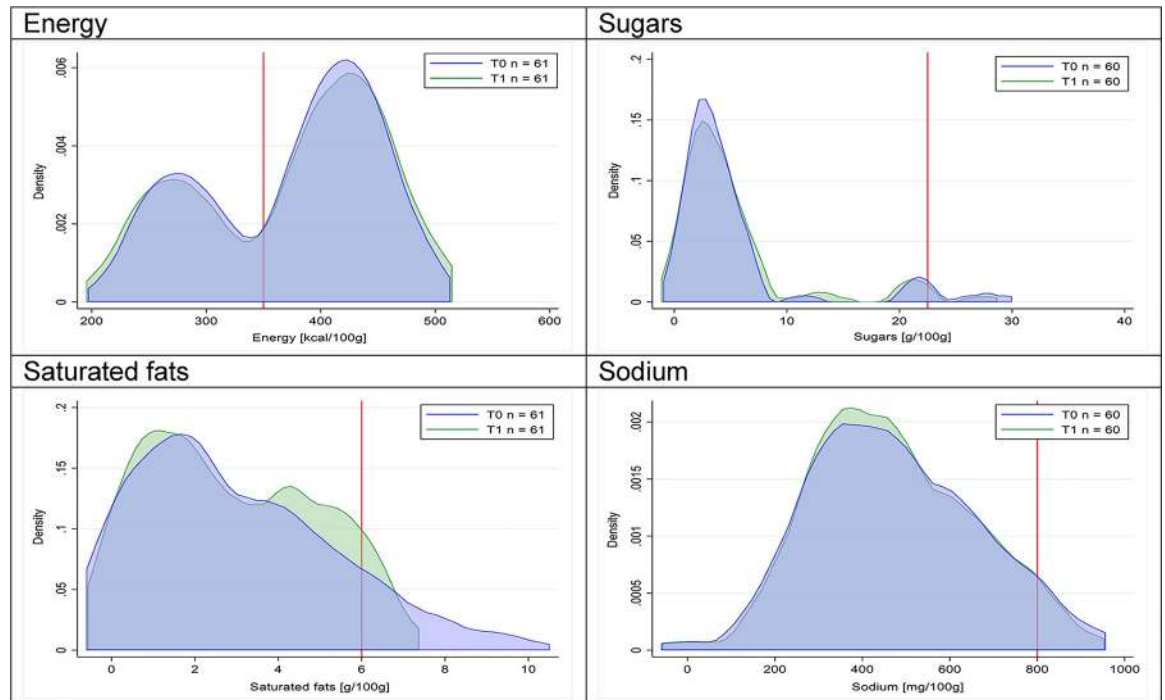 Energy
T0 n = 61
T1 n = 61
Density
.006
.004
.002
0
200 300 400 500 600
Energy [kcal/100g]
Sugars
T0 n = 60
T1 n = 60
Density
.2
.15
.1
.05
0
0 10 20 30 40
Sugars [g/100g]
Saturated fats
T0 n = 61
T1 n = 61
Density
.2
.15
.1
.05
0
0 2 4 6 8 10
Saturated fats [g/100g]
Sodium
T0 n = 60
T1 n = 60
Density
.002
.0015
.001
.0005
0
0 200 400 600 800 1000
Sodium [mg/100g]